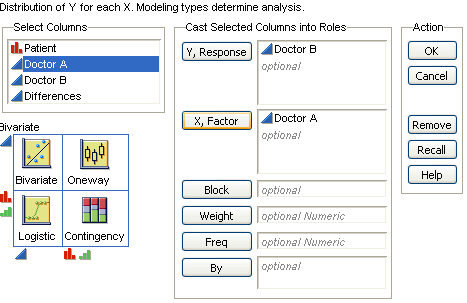 Distribution of Y for each X. Modeling types determine analysis.
Select Columns
Patient
Doctor A
Doctor B
Differences
Bivariate
Bivariate
Oneway
Logistic
Contingency
Cast Selected Columns into Roles
Y, Response
Doctor B
optional
X, Factor
Doctor A
optional
Block
optional
Weight
optional Numeric
Freq
optional Numeric
By
optional
Action
OK
Cancel
Remove
Recall
Help